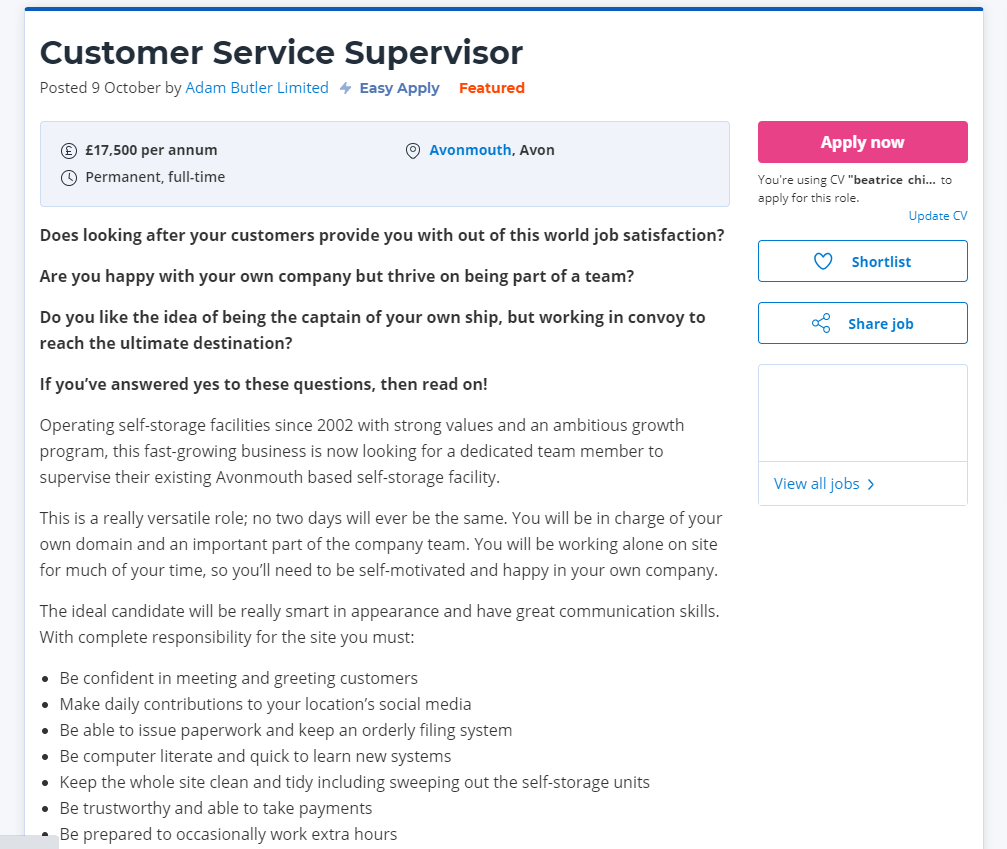 Customer Service Supervisor
Posted 9 October by Adam Butler Limited Easy Apply Featured
£17,500 per annum
Avonmouth, Avon
Permanent, full-time
Apply now
You're using CV "beatrice chi... to
apply for this role.
Update CV
Shortlist
Share job
View all jobs
Does looking after your customers provide you with out of this world job satisfaction?
Are you happy with your own company but thrive on being part of a team?
Do you like the idea of being the captain of your own ship, but working in convoy to
reach the ultimate destination?
If you’ve answered yes to these questions, then read on!
Operating self-storage facilities since 2002 with strong values and an ambitious growth
program, this fast-growing business is now looking for a dedicated team member to
supervise their existing Avonmouth based self-storage facility.
This is a really versatile role; no two days will ever be the same. You will be in charge of your
own domain and an important part of the company team. You will be working alone on site
for much of your time, so you’ll need to be self-motivated and happy in your own company.
The ideal candidate will be really smart in appearance and have great communication skills.
With complete responsibility for the site you must:
• Be confident in meeting and greeting customers
• Make daily contributions to your location’s social media
• Be able to issue paperwork and keep an orderly filing system
• Be computer literate and quick to learn new systems
• Keep the whole site clean and tidy including sweeping out the self-storage units
• Be trustworthy and able to take payments
• Be prepared to occasionally work extra hours